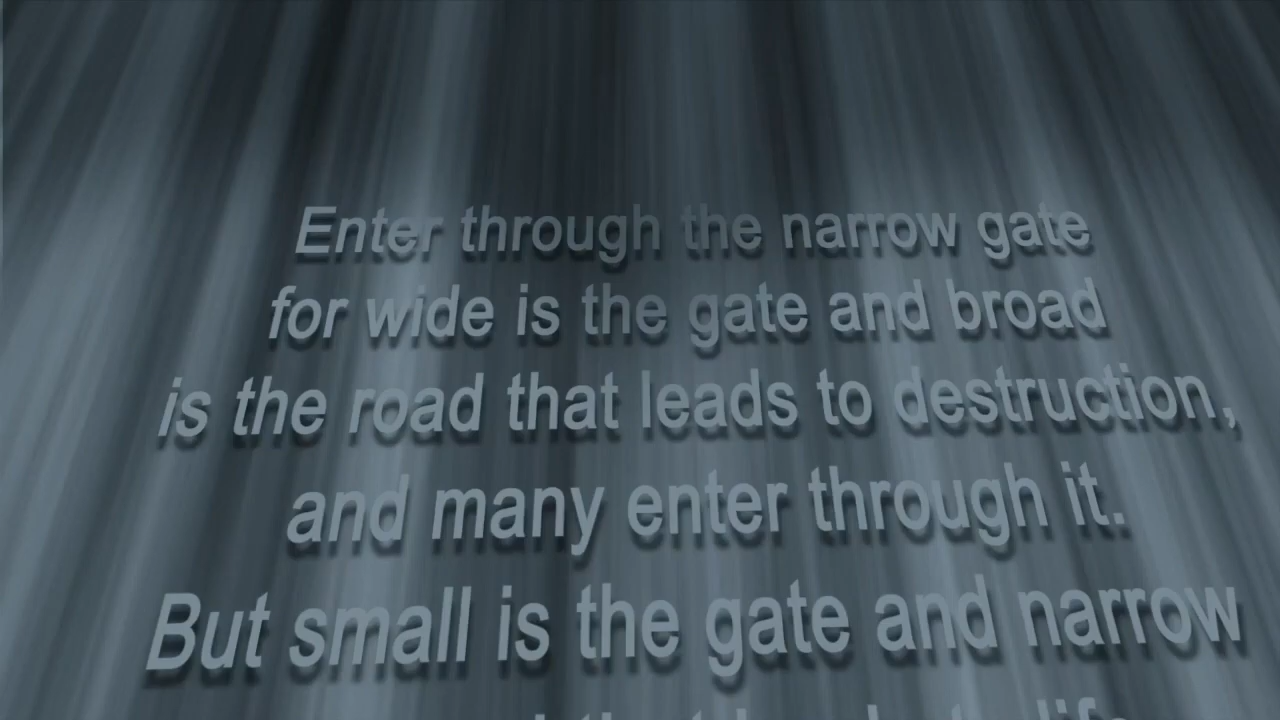 Enter through the narrow gate
for wide is the gate and broad
is the road that leads to destruction,
and many enter through it.
But small is the gate and narrow